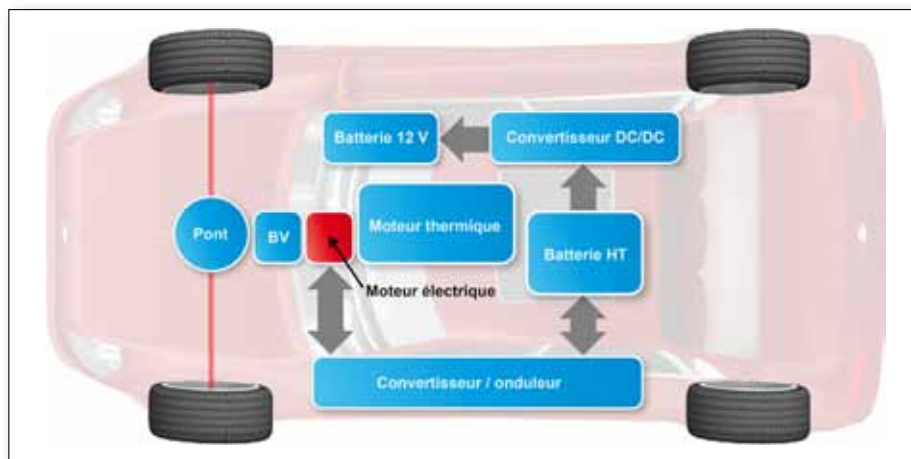 Batterie 12 V
Convertisseur DC/DC
Pont
BV
Moteur thermique
Batterie HT
Moteur électrique
Convertisseur / onduleur